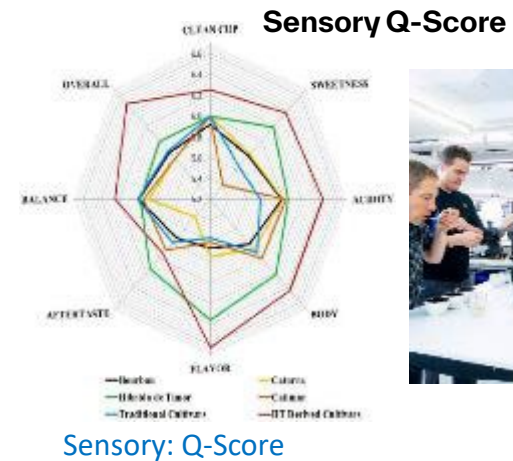 Sensory Q-Score
CLEAN CUP
OVERALL
SWEETNESS
BALANCE
ACIDITY
AFTERTASTE
BODY
FLAVOR
Bourbon
Caturra
Hibrido de Timor
Catimor
Traditional Cultivars
HT Derived Cultivars
Sensory: Q-Score